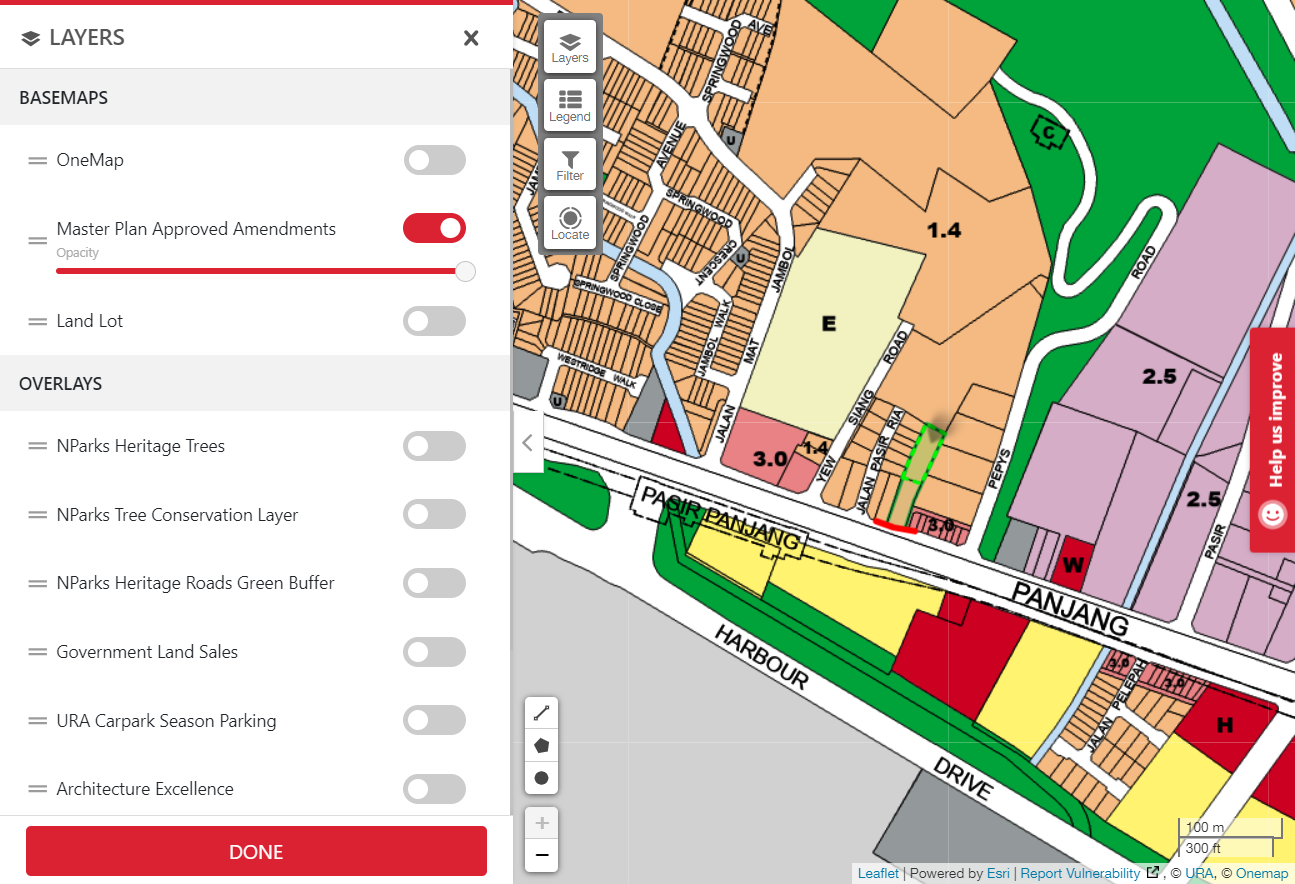 LAYERS
BASEMAPS
OneMap
Master Plan Approved Amendments
Opacity
Land Lot
OVERLAYS
NParks Heritage Trees
NParks Tree Conservation Layer
NParks Heritage Roads Green Buffer
Government Land Sales
URA Carpark Season Parking
Architecture Excellence
DONE
Layers
Legend
Filter
Locate
SPRINGWOOD
AVE
U
AVENUE
C
SPRINGWOOD
CRESCENT
U
SPRINGWOOD
SPRINGWOOD CLOSE
JAMBOL WALK
WESTRIDGE WALK
U
JALAN
MAT
JAMBOL
E
1.4
ROAD
SIANG
YEW
3.0
1.4
JALAN PASIR RIA
3.0
PEPYS
ROAD
2.5
2.5
PASIR
W
PASIR PANJANG
PANJANG
HARBOUR
DRIVE
3.0
3.0
JALAN
PELEPAH
H
Help us improve
100 m
300 ft
Leaflet | Powered by Esri | Report Vulnerability , © URA, © Onemap